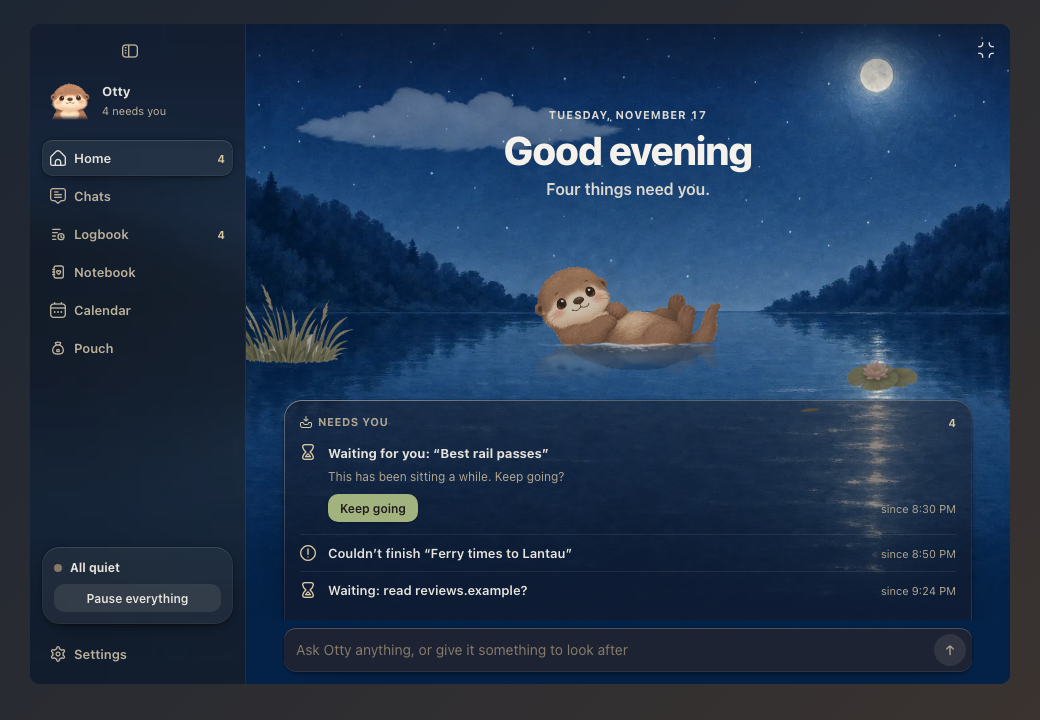 Otty
4 needs you
Home 4
Chats
Logbook 4
Notebook
Calendar
Pouch
All quiet
Pause everything
Settings
TUESDAY, NOVEMBER 17
Good evening
Four things need you.
NEEDS YOU 4
Waiting for you: “Best rail passes”
This has been sitting a while. Keep going?
Keep going since 8:30 PM
Couldn’t finish “Ferry times to Lantau” since 8:50 PM
Waiting: read reviews.example? since 9:24 PM
Ask Otty anything, or give it something to look after